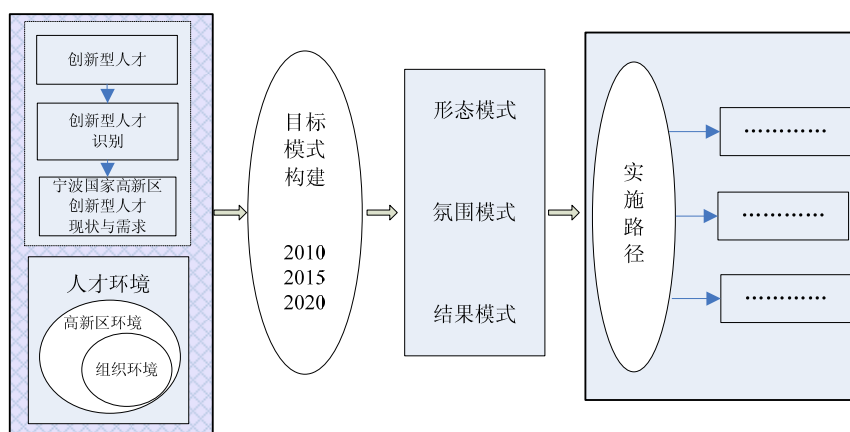 创新型人才
创新型人才
识别
宁波国家高新区
创新型人才
现状与需求
人才环境
高新区环境
组织环境
目标
模式
构建
2010
2015
2020
形态模式
氛围模式
结果模式
实
施
路
径
…………
…………
…………